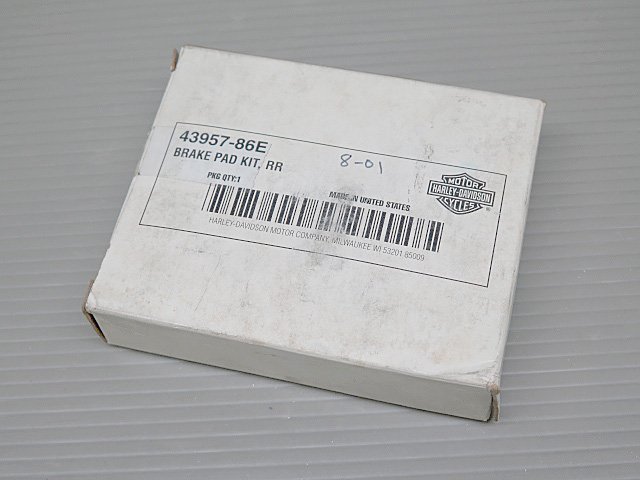 43957-86E
BRAKE PAD KIT, RR
8-01
PKG QTY:1
MADE IN UNITED STATES
HARLEY-DAVIDSON MOTOR COMPANY, MILWAUKEE WI 53201 85009
MOTOR
HARLEY-DAVIDSON
CYCLES
®